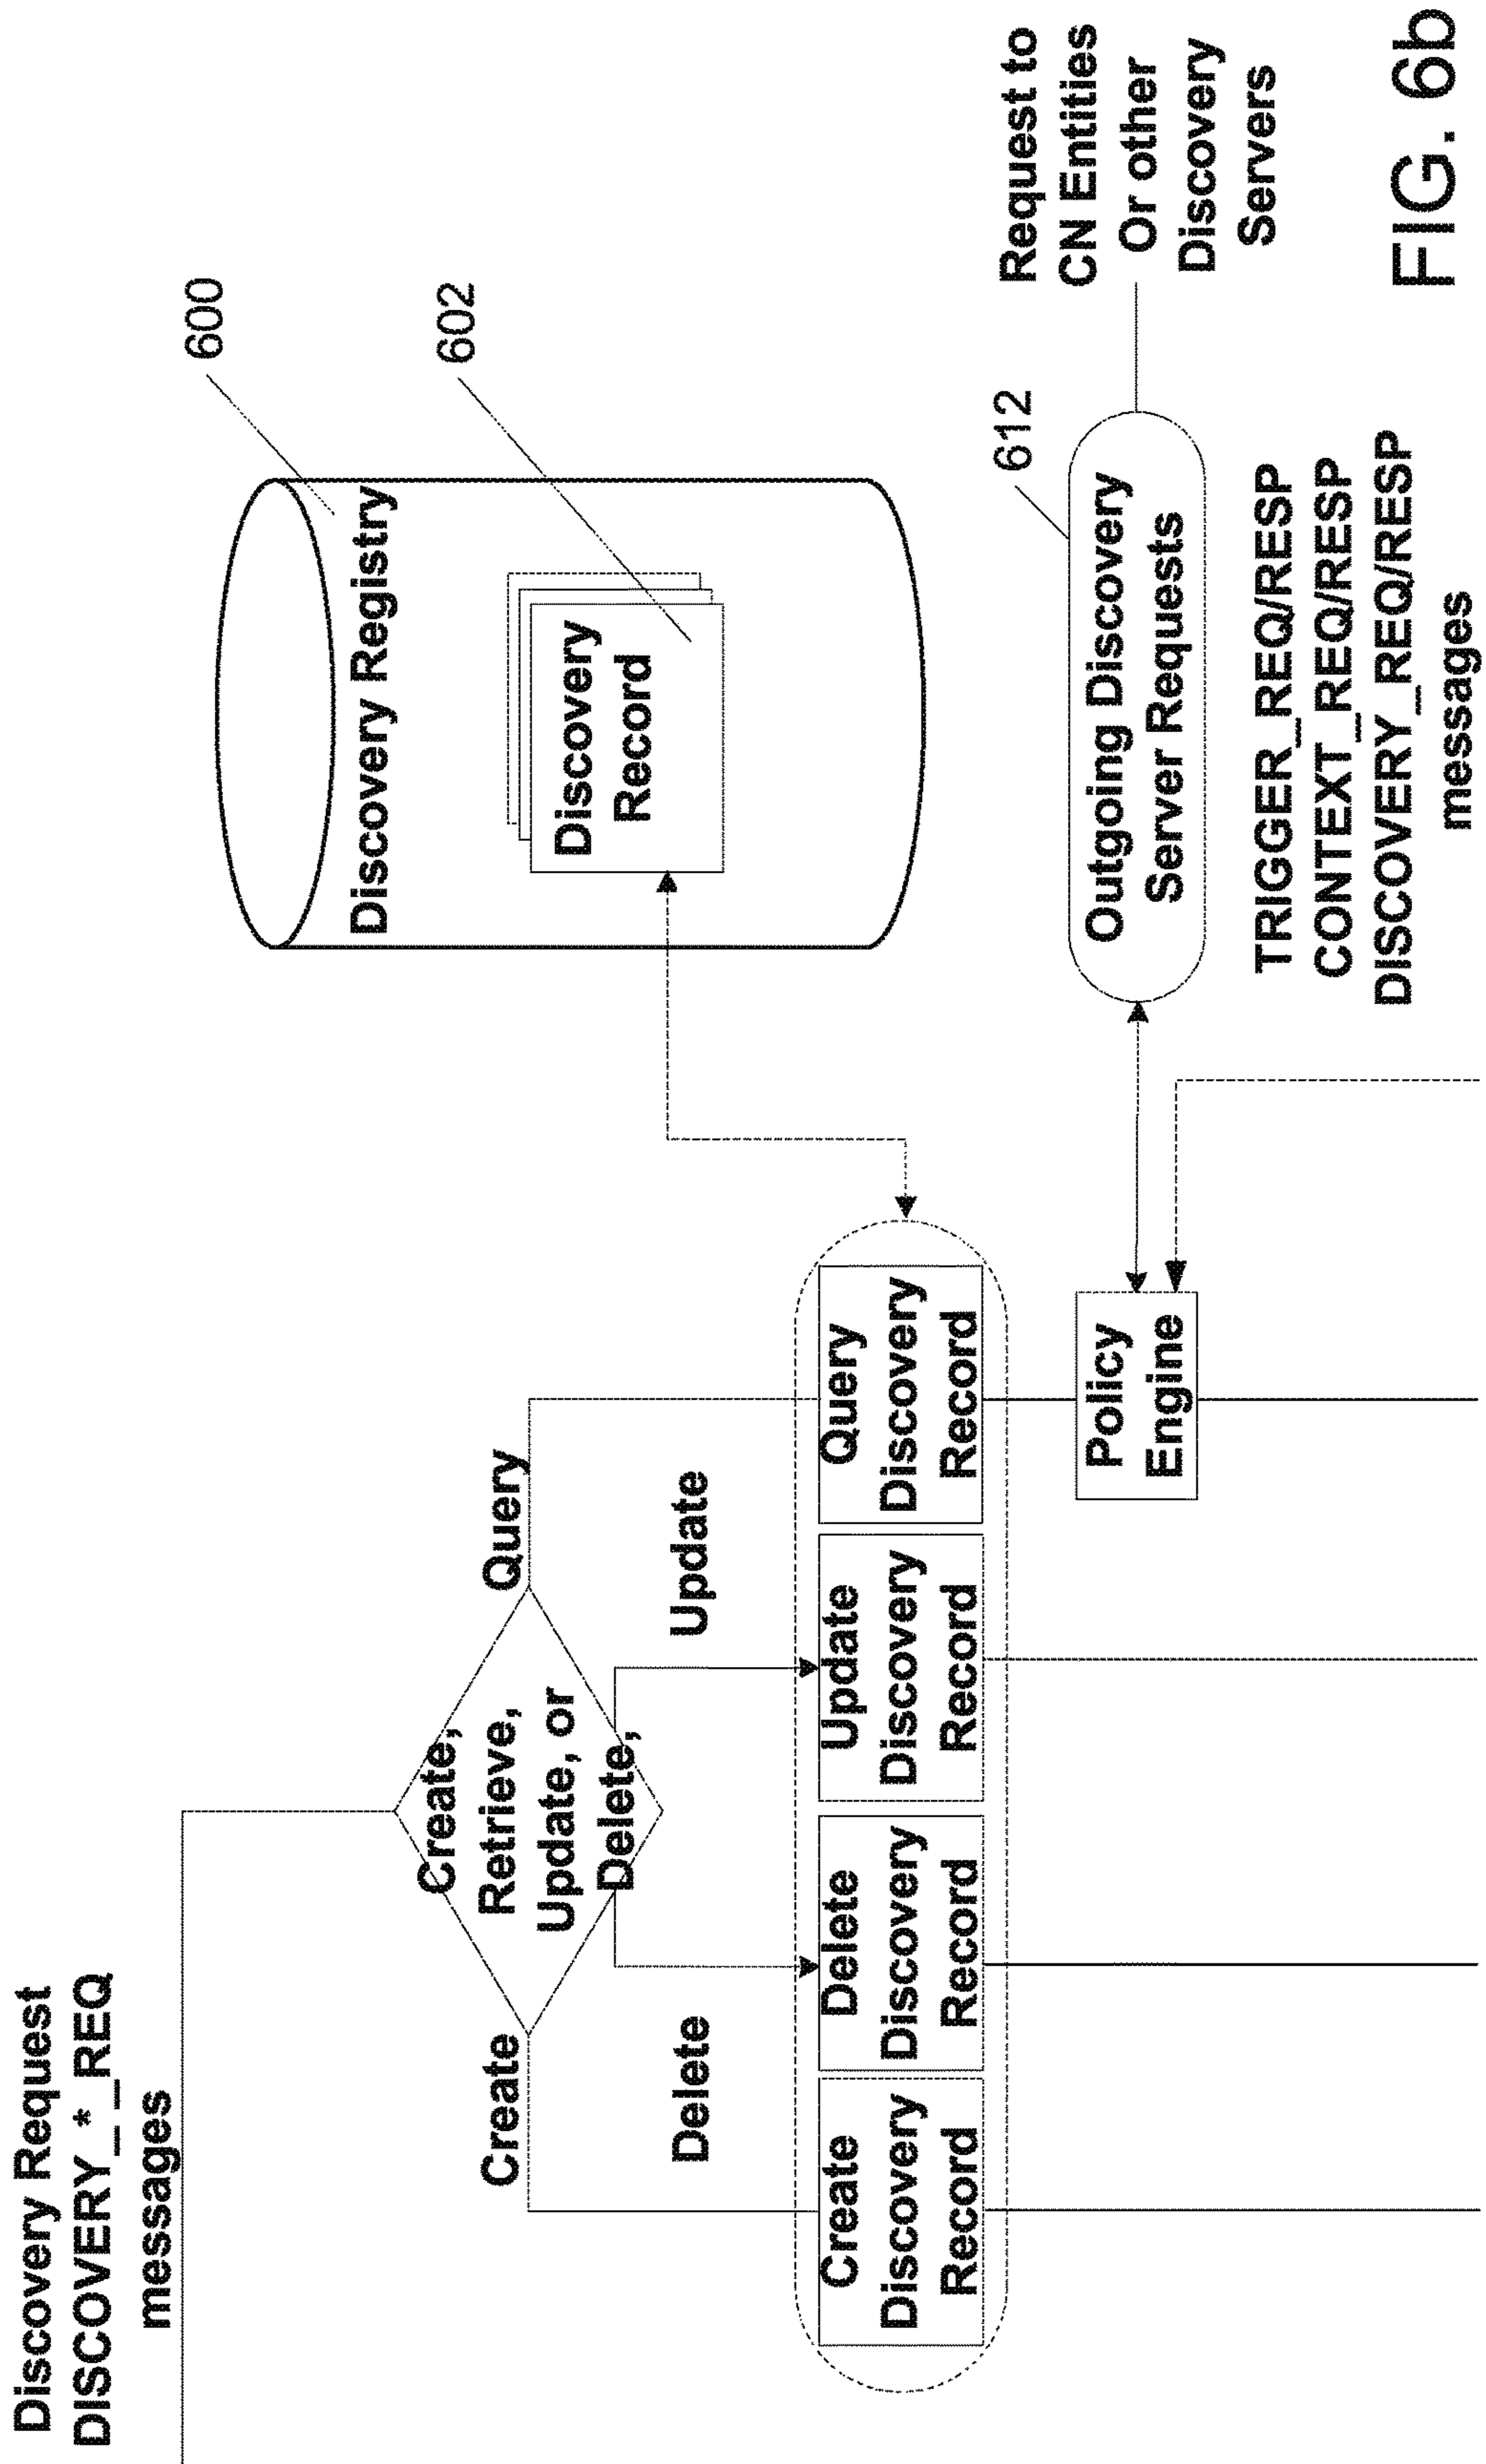 Discovery Request
DISCOVERY_*_REQ
messages
Create
Query
Create,
Retrieve,
Update, or
Delete,
Delete
Update
Create
Discovery
Record
Delete
Discovery
Record
Update
Discovery
Record
Query
Discovery
Record
Policy
Engine
600
Discovery Registry
602
Discovery
Record
612
Outgoing Discovery
Server Requests
Request to
CN Entities
Or other
Discovery
Servers
TRIGGER_REQ/RESP
CONTEXT_REQ/RESP
DISCOVERY_REQ/RESP
messages
FIG. 6b